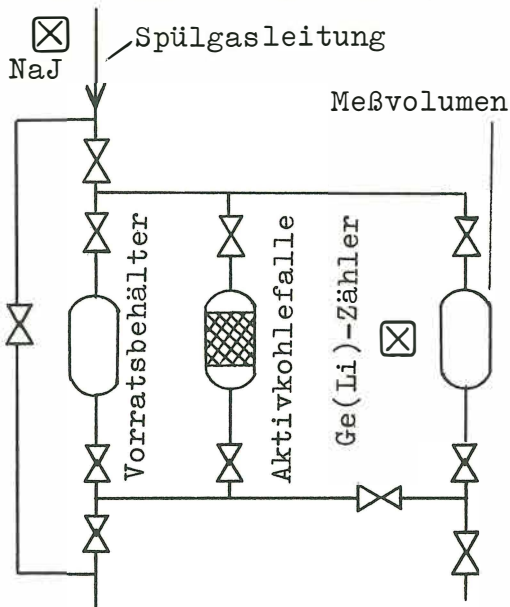 Spülgasleitung
NaJ
Meßvolumen
Vorratsbehälter
Aktivkohlefalle
Ge(Li)-Zähler